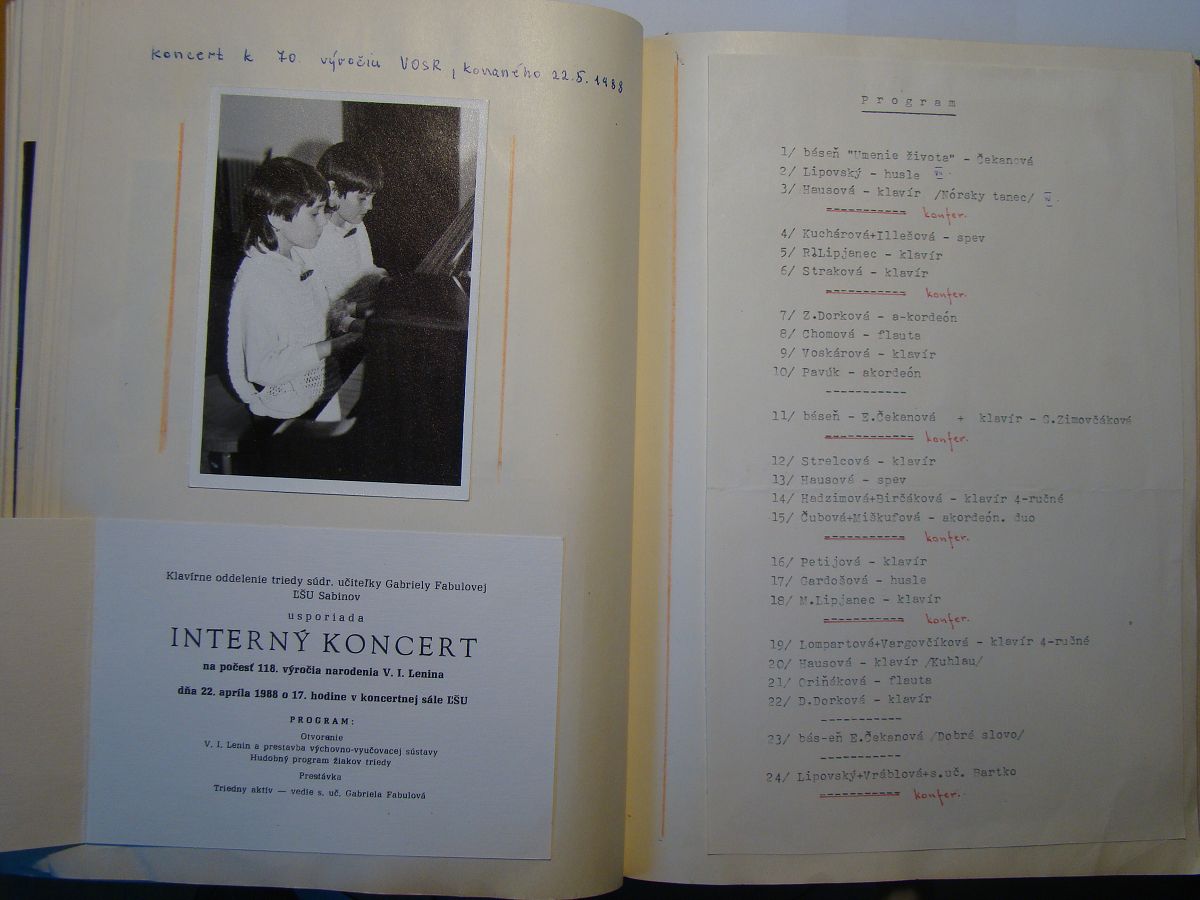 koncert k 70. výročiu VOSR, konaného 22.5.1988
Klavírne oddelenie triedy súdr. učiteľky Gabriely Fabulovej
ĽŠU Sabinov
usporiada
INTERNÝ KONCERT
na počesť 118. výročia narodenia V. I. Lenina
dňa 22. apríla 1988 o 17. hodine v koncertnej sále ĽŠU
PROGRAM:
Otvorenie
V. I. Lenin a prestavba výchovno-vyučovacej sústavy
Hudobný program žiakov triedy
Prestávka
Triedny aktív — vedie s. uč. Gabriela Fabulová
Program
1/ báseň "Umenie života" - Čekanová
2/ Lipovský - husle
3/ Hausová - klavír /Nórsky tanec/
konfer.
4/ Kuchárová+Illešová - spev
5/ R.Lipjanec - klavír
6/ Straková - klavír
konfer.
7/ Z.Dorková - a-kordeón
8/ Chomová - flauta
9/ Voskárová - klavír
10/ Pavúk - akordeón
11/ báseň - E.Čekanová + klavír - G.Zimovčáková
konfer.
12/ Strelcová - klavír
13/ Hausová - spev
14/ Hadzimová+Birčáková - klavír 4-ručné
15/ Čubová+Miškufová - akordeón. duo
konfer.
16/ Petijová - klavír
17/ Gardošová - husle
18/ M.Lipjanec - klavír
konfer.
19/ Lompartová+Vargovčíková - klavír 4-ručné
20/ Hausová - klavír /Kuhlau/
21/ Oriňáková - flauta
22/ D.Dorková - klavír
23/ bás-eň E.Čekanová /Dobré slovo/
24/ Lipovský+Vráblová+s.uč. Bartko
konfer.